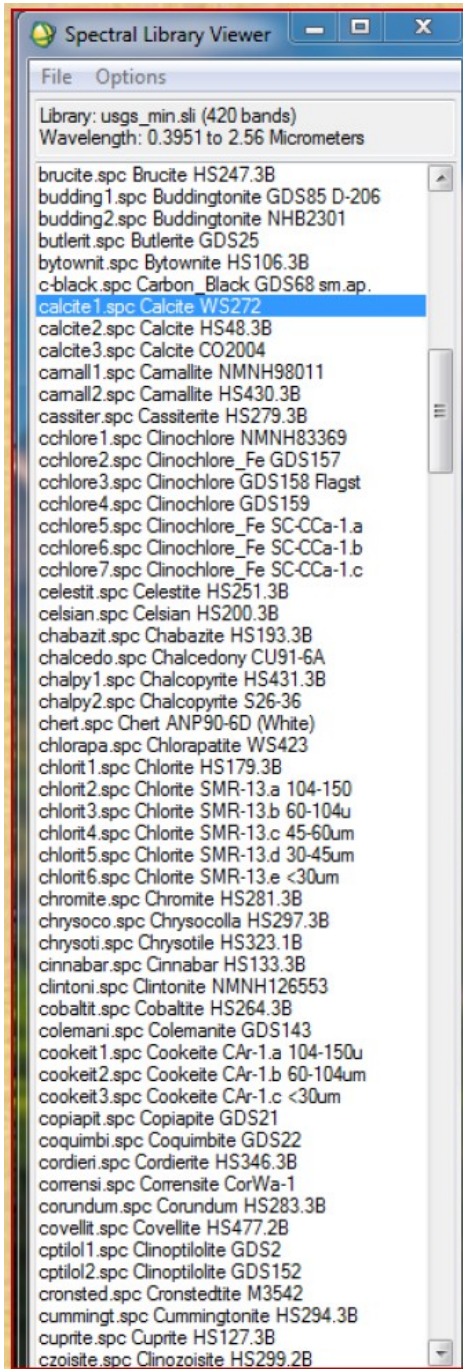 Spectral Library Viewer
File Options
Library: usgs_min.sli (420 bands)
Wavelength: 0.3951 to 2.56 Micrometers
brucite.spc Brucite HS247.3B
budding1.spc Buddingtonite GDS85 D-206
budding2.spc Buddingtonite NHB2301
butlerit.spc Butlerite GDS25
bytownit.spc Bytownite HS106.3B
c-black.spc Carbon_Black GDS68 sm.ap.
calcite1.spc Calcite WS272
calcite2.spc Calcite HS48.3B
calcite3.spc Calcite CO2004
carnall1.spc Carnallite NMNH98011
carnall2.spc Carnallite HS430.3B
cassiter.spc Cassiterite HS279.3B
cchlore1.spc Clinochlore NMNH83369
cchlore2.spc Clinochlore_Fe GDS157
cchlore3.spc Clinochlore GDS158 Flagst
cchlore4.spc Clinochlore GDS159
cchlore5.spc Clinochlore_Fe SC-CCa-1.a
cchlore6.spc Clinochlore_Fe SC-CCa-1.b
cchlore7.spc Clinochlore_Fe SC-CCa-1.c
celestit.spc Celestite HS251.3B
celsian.spc Celsian HS200.3B
chabazit.spc Chabazite HS193.3B
chalcedo.spc Chalcedony CU91-6A
chalpy1.spc Chalcopyrite HS431.3B
chalpy2.spc Chalcopyrite S26-36
chert.spc Chert ANP90-6D (White)
chlorapa.spc Chlorapatite WS423
chlorit1.spc Chlorite HS179.3B
chlorit2.spc Chlorite SMR-13.a 104-150
chlorit3.spc Chlorite SMR-13.b 60-104u
chlorit4.spc Chlorite SMR-13.c 45-60um
chlorit5.spc Chlorite SMR-13.d 30-45um
chlorit6.spc Chlorite SMR-13.e <30um
chromite.spc Chromite HS281.3B
chrysoco.spc Chrysocolla HS297.3B
chrysoti.spc Chrysotile HS323.1B
cinnabar.spc Cinnabar HS133.3B
clintoni.spc Clintonite NMNH126553
cobaltit.spc Cobaltite HS264.3B
colemani.spc Colemanite GDS143
cookeit1.spc Cookeite CAr-1.a 104-150u
cookeit2.spc Cookeite CAr-1.b 60-104um
cookeit3.spc Cookeite CAr-1.c <30um
copiapit.spc Copiapite GDS21
coquimbi.spc Coquimbite GDS22
cordieri.spc Cordierite HS346.3B
corrensi.spc Corrensite CorWa-1
corundum.spc Corundum HS283.3B
covellit.spc Covellite HS477.2B
cptilol1.spc Clinoptilolite GDS2
cptilol2.spc Clinoptilolite GDS152
cronsted.spc Cronstedtite M3542
cummingt.spc Cummingtonite HS294.3B
cuprite.spc Cuprite HS127.3B
czoisite.spc Clinozoisite HS299.2B